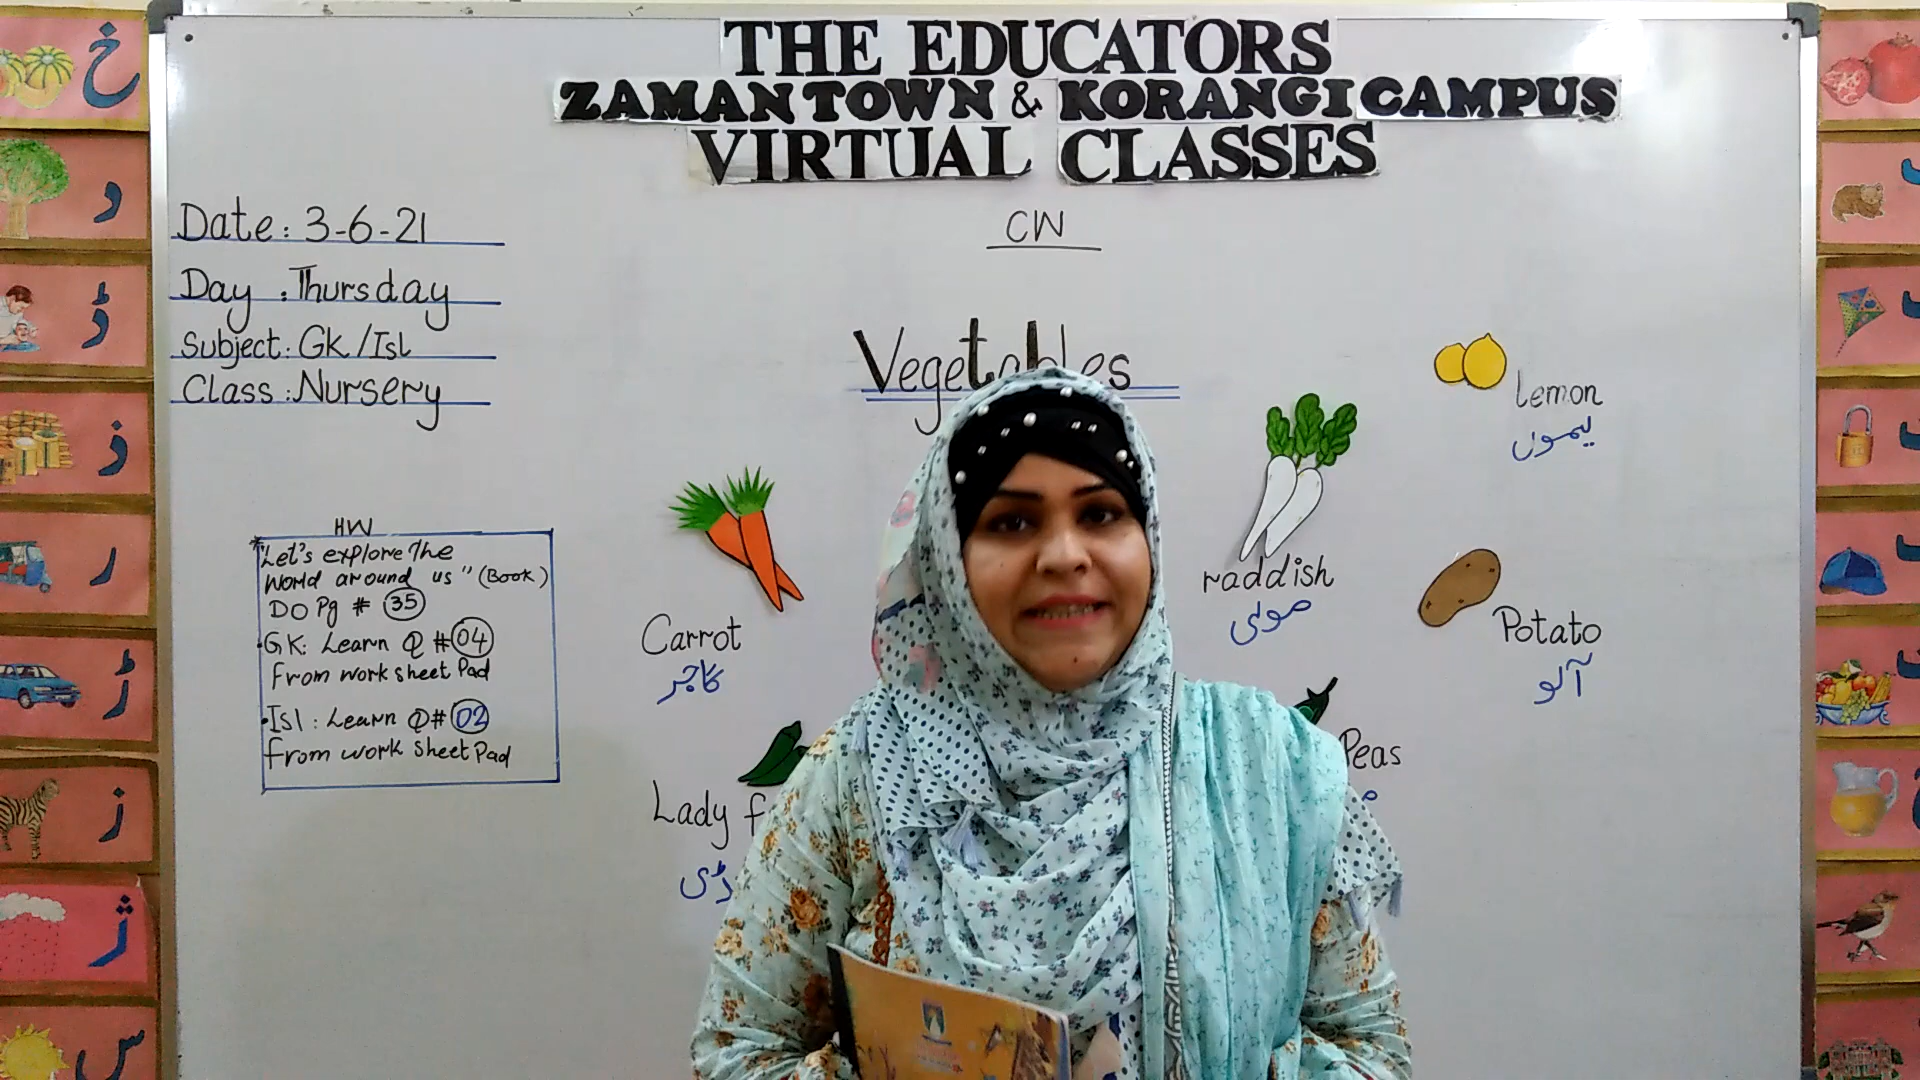 THE EDUCATORS
ZAMAN TOWN & KORANGI CAMPUS
VIRTUAL CLASSES
Date: 3-6-21
Day : Thursday
Subject: Gk/Isl
Class : Nursery
CW
Vegetables
Lemon
لیموں
raddish
مولی
Carrot
گاجر
Potato
آلو
Peas
Lady f
HW
"Let's explore The
World around us" (Book)
DO Pg # 35
GK: Learn Q #04
from work sheet Pad
Isl : Learn Q# 02
from work sheet Pad
خ
د
ڈ
ذ
ر
ڑ
ز
ژ
س